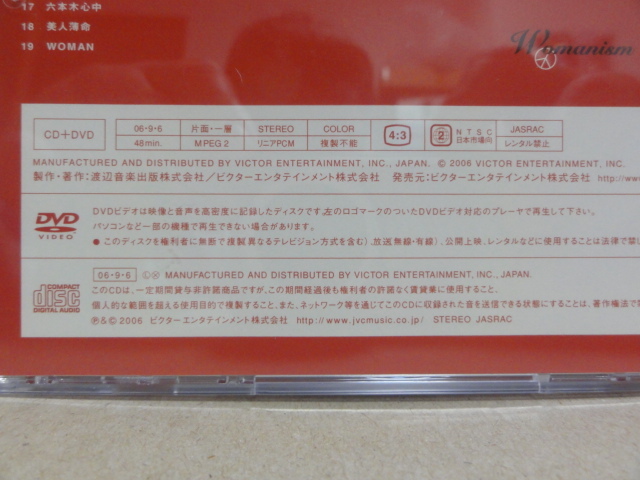 17 六本木心中
18 美人薄命
19 WOMAN
Womanism
CD+DVD
06・9・6 片面・一層 STEREO COLOR 4:3 2 NTSC 日本市場向 JASRAC
48min. MPEG 2 リニアPCM 複製不能 レンタル禁止
MANUFACTURED AND DISTRIBUTED BY VICTOR ENTERTAINMENT, INC., JAPAN. © 2006 VICTOR ENTERTAINMENT, INC.
製作・著作：渡辺音楽出版株式会社／ビクターエンタテインメント株式会社 発売元：ビクターエンタテインメント株式会社 http://www
DVD VIDEO
DVDビデオは映像と音声を高密度に記録したディスクです。左のロゴマークのついたDVDビデオ対応のプレーヤで再生して下さい。
パソコンなど一部の機種で再生できない場合があります。
● このディスクを権利者に無断で複製異なるテレビジョン方式を含む）、放送（無線・有線）、公開上映、レンタルなどに使用することは法律で禁
06・9・6 ⒸⓃ MANUFACTURED AND DISTRIBUTED BY VICTOR ENTERTAINMENT, INC., JAPAN.
COMPACT disc DIGITAL AUDIO
このCDは、一定期間貸与非許諾商品ですが、この期間経過後も権利者の許諾なく賃貸業に使用すること、
個人的な範囲を超える使用目的で複製すること、また、ネットワーク等を通じてこのCDに収録された音を送信できる状態にすることは、著作権法で
℗&© 2006 ビクターエンタテインメント株式会社 http://www.jvcmusic.co.jp/ STEREO JASRAC